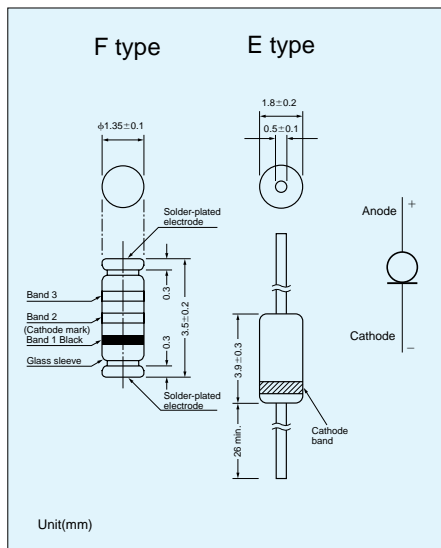 F type
E type
ϕ1.35±0.1
1.8±0.2
0.5±0.1
Solder-plated
electrode
Anode
+
Band 3
Band 2
(Cathode mark)
Band 1 Black
Glass sleeve
0.3
3.5±0.2
0.3
Solder-plated
electrode
3.9±0.3
26 min.
Cathode
band
Cathode
−
Unit(mm)